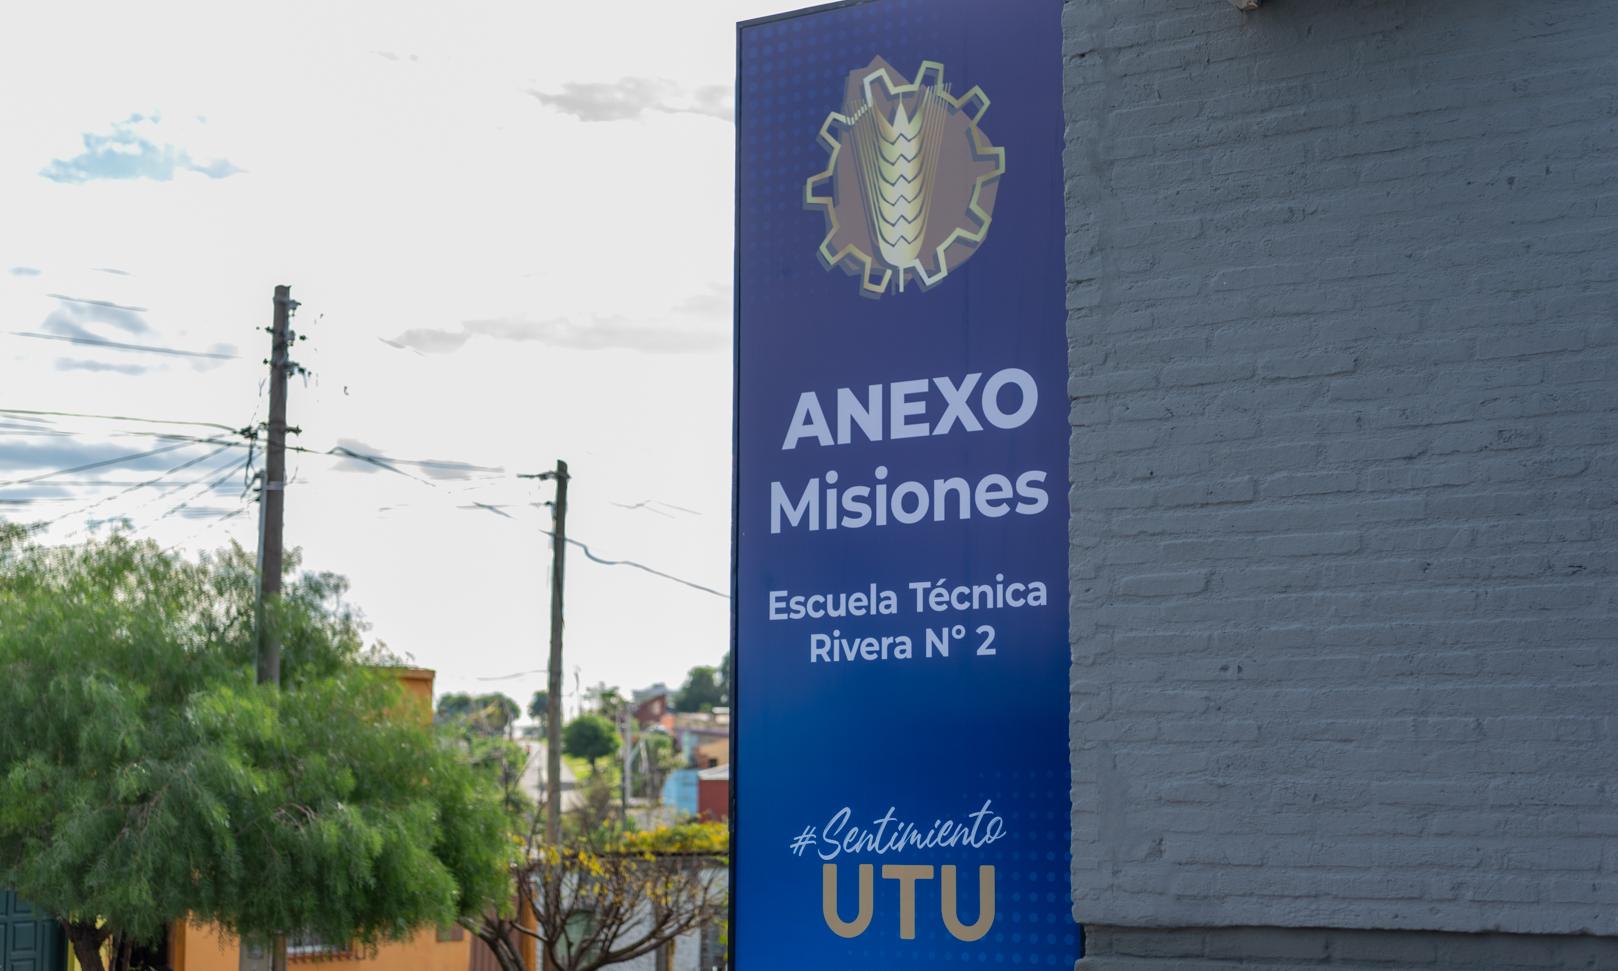 ANEXO
Misiones
Escuela Técnica
Rivera N° 2
#Sentimiento
UTU